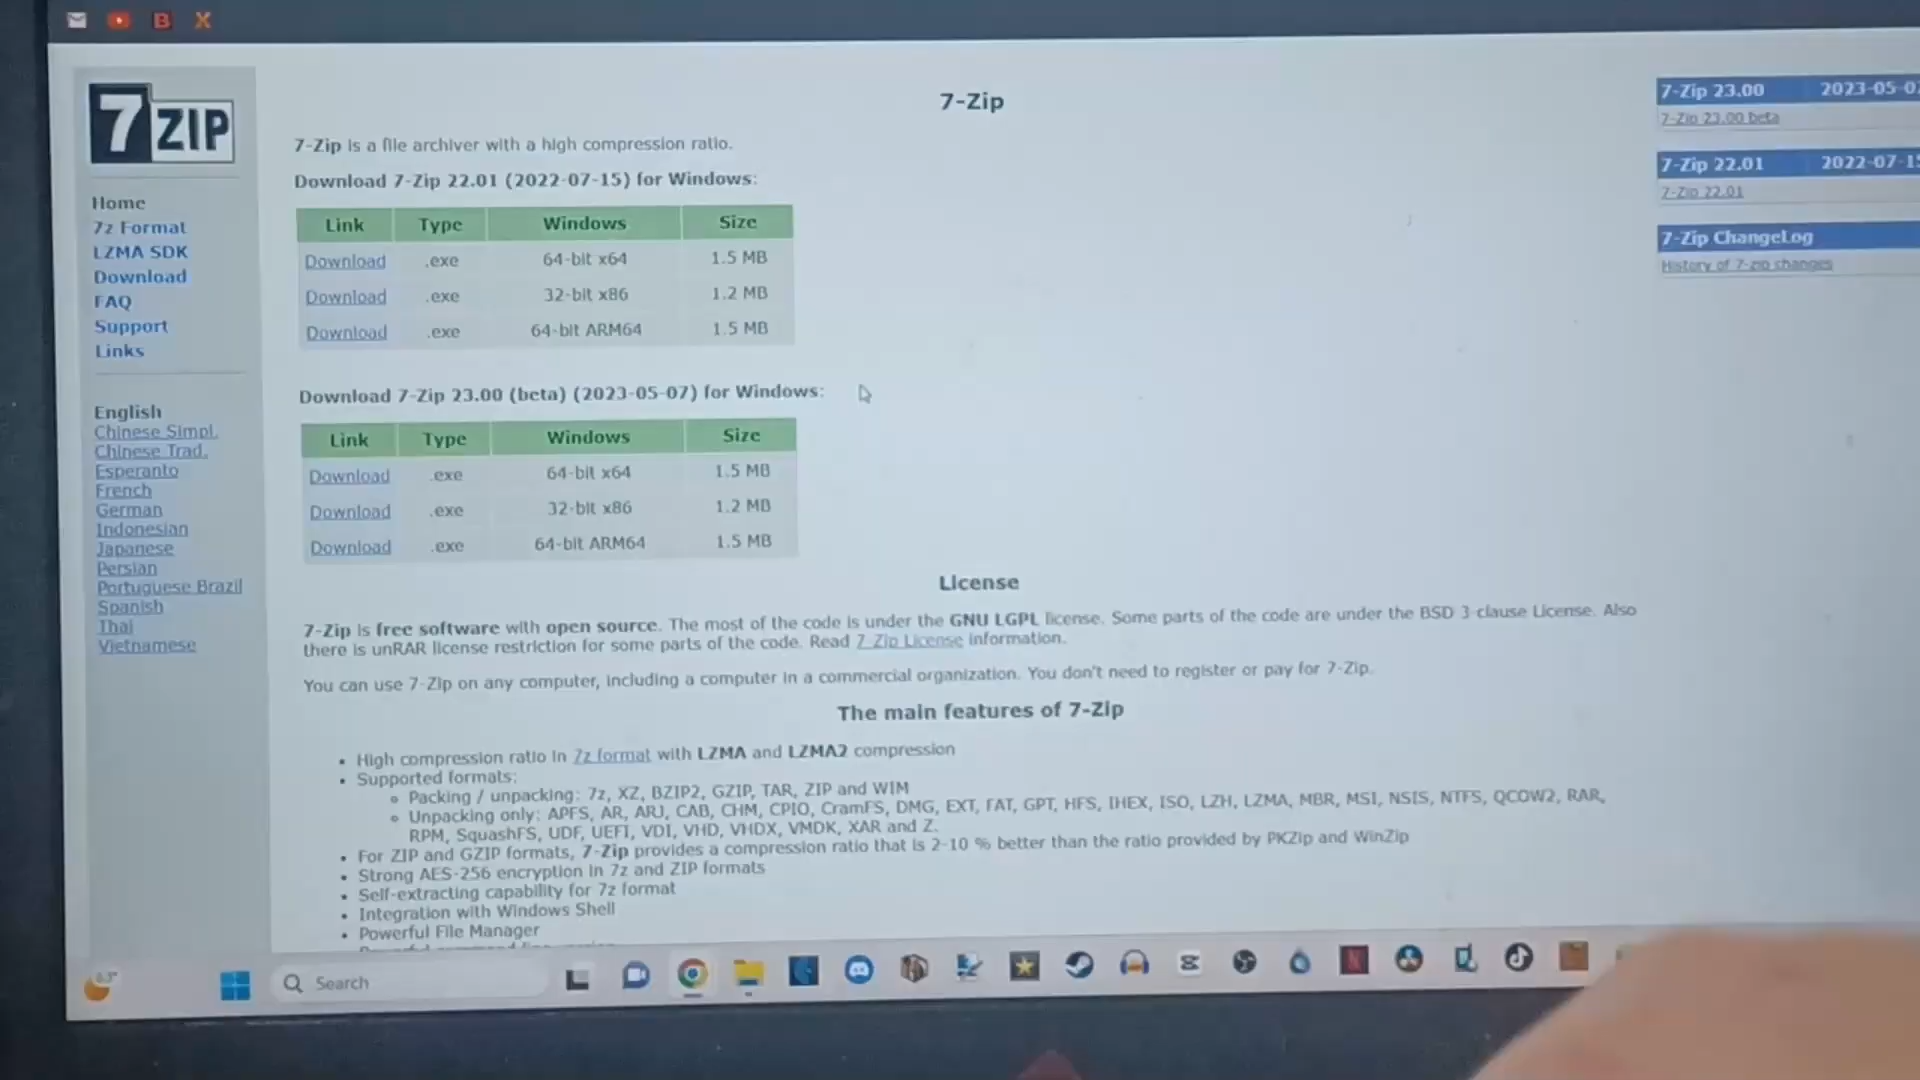 7ZIP
Home
7z Format
LZMA SDK
Download
FAQ
Support
Links
English
Chinese Simpl.
Chinese Trad.
Esperanto
French
German
Indonesian
Japanese
Persian
Portuguese Brazil
Spanish
Thai
Vietnamese
7-Zip
7-Zip is a file archiver with a high compression ratio.
Download 7-Zip 22.01 (2022-07-15) for Windows:
Link Type Windows Size
Download .exe 64-bit x64 1.5 MB
Download .exe 32-bit x86 1.2 MB
Download .exe 64-bit ARM64 1.5 MB
Download 7-Zip 23.00 (beta) (2023-05-07) for Windows:
Link Type Windows Size
Download .exe 64-bit x64 1.5 MB
Download .exe 32-bit x86 1.2 MB
Download .exe 64-bit ARM64 1.5 MB
License
7-Zip is free software with open source. The most of the code is under the GNU LGPL license. Some parts of the code are under the BSD 3-clause License. Also
there is unRAR license restriction for some parts of the code. Read 7-Zip License information.
You can use 7-Zip on any computer, including a computer in a commercial organization. You don't need to register or pay for 7-Zip.
The main features of 7-Zip
High compression ratio in 7z format with LZMA and LZMA2 compression
Supported formats:
Packing / unpacking: 7z, XZ, BZIP2, GZIP, TAR, ZIP and WIM
Unpacking only: APFS, AR, ARJ, CAB, CHM, CPIO, CramFS, DMG, EXT, FAT, GPT, HFS, IHEX, ISO, LZH, LZMA, MBR, MSI, NSIS, NTFS, QCOW2, RAR,
RPM, SquashFS, UDF, UEFI, VDI, VHD, VHDX, VMDK, XAR and Z.
For ZIP and GZIP formats, 7-Zip provides a compression ratio that is 2-10 % better than the ratio provided by PKZip and WinZip
Strong AES-256 encryption in 7z and ZIP formats
Self-extracting capability for 7z format
Integration with Windows Shell
Powerful File Manager
7-Zip 23.00 2023-05-07
7-Zip 23.00 beta
7-Zip 22.01 2022-07-15
7-Zip 22.01
7-Zip ChangeLog
History of 7-zip changes
Search